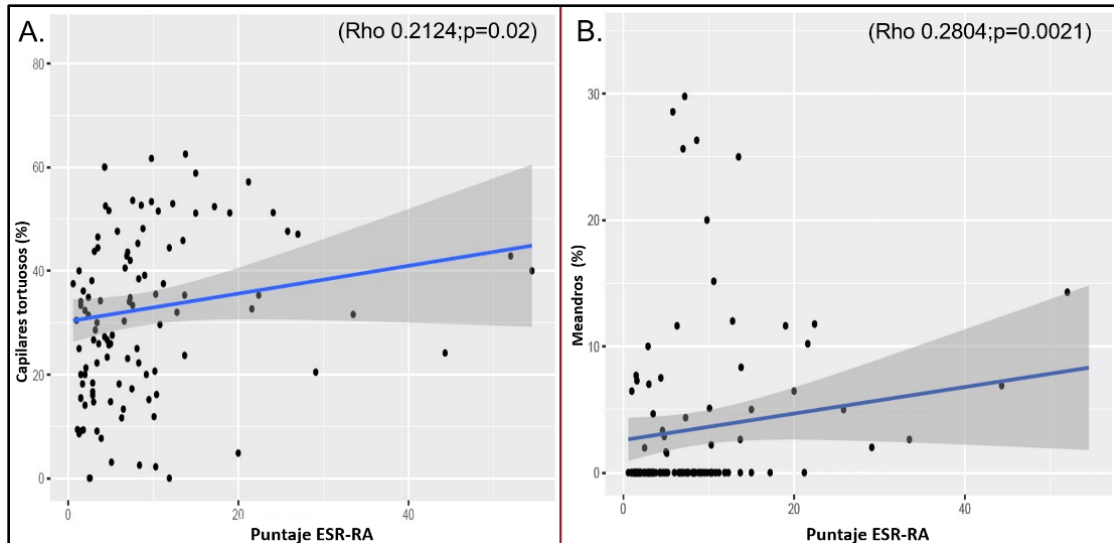 A.
(Rho 0.2124;p=0.02)
80
60
40
20
0
Capilares tortuosos (%)
0 20 40
Puntaje ESR-RA
B.
(Rho 0.2804;p=0.0021)
30
20
10
0
Meandros (%)
0 20 40
Puntaje ESR-RA